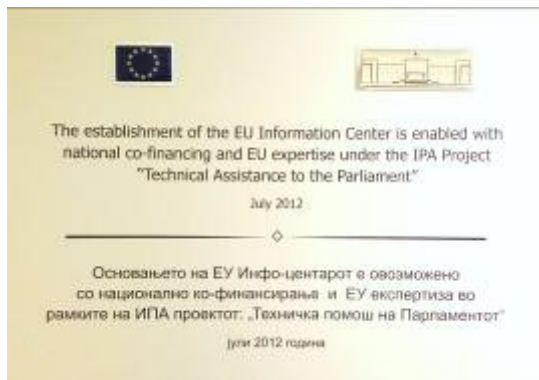 The establishment of the EU Information Center is enabled with
national co-financing and EU expertise under the IPA Project
"Technical Assistance to the Parliament"
July 2012
Основањето на ЕУ Инфо-центарот е овозможено
со национално ко-финансирање и ЕУ експертиза во
рамките на ИПА проектот: „Техничка помош на Парламентот"
јули 2012 година